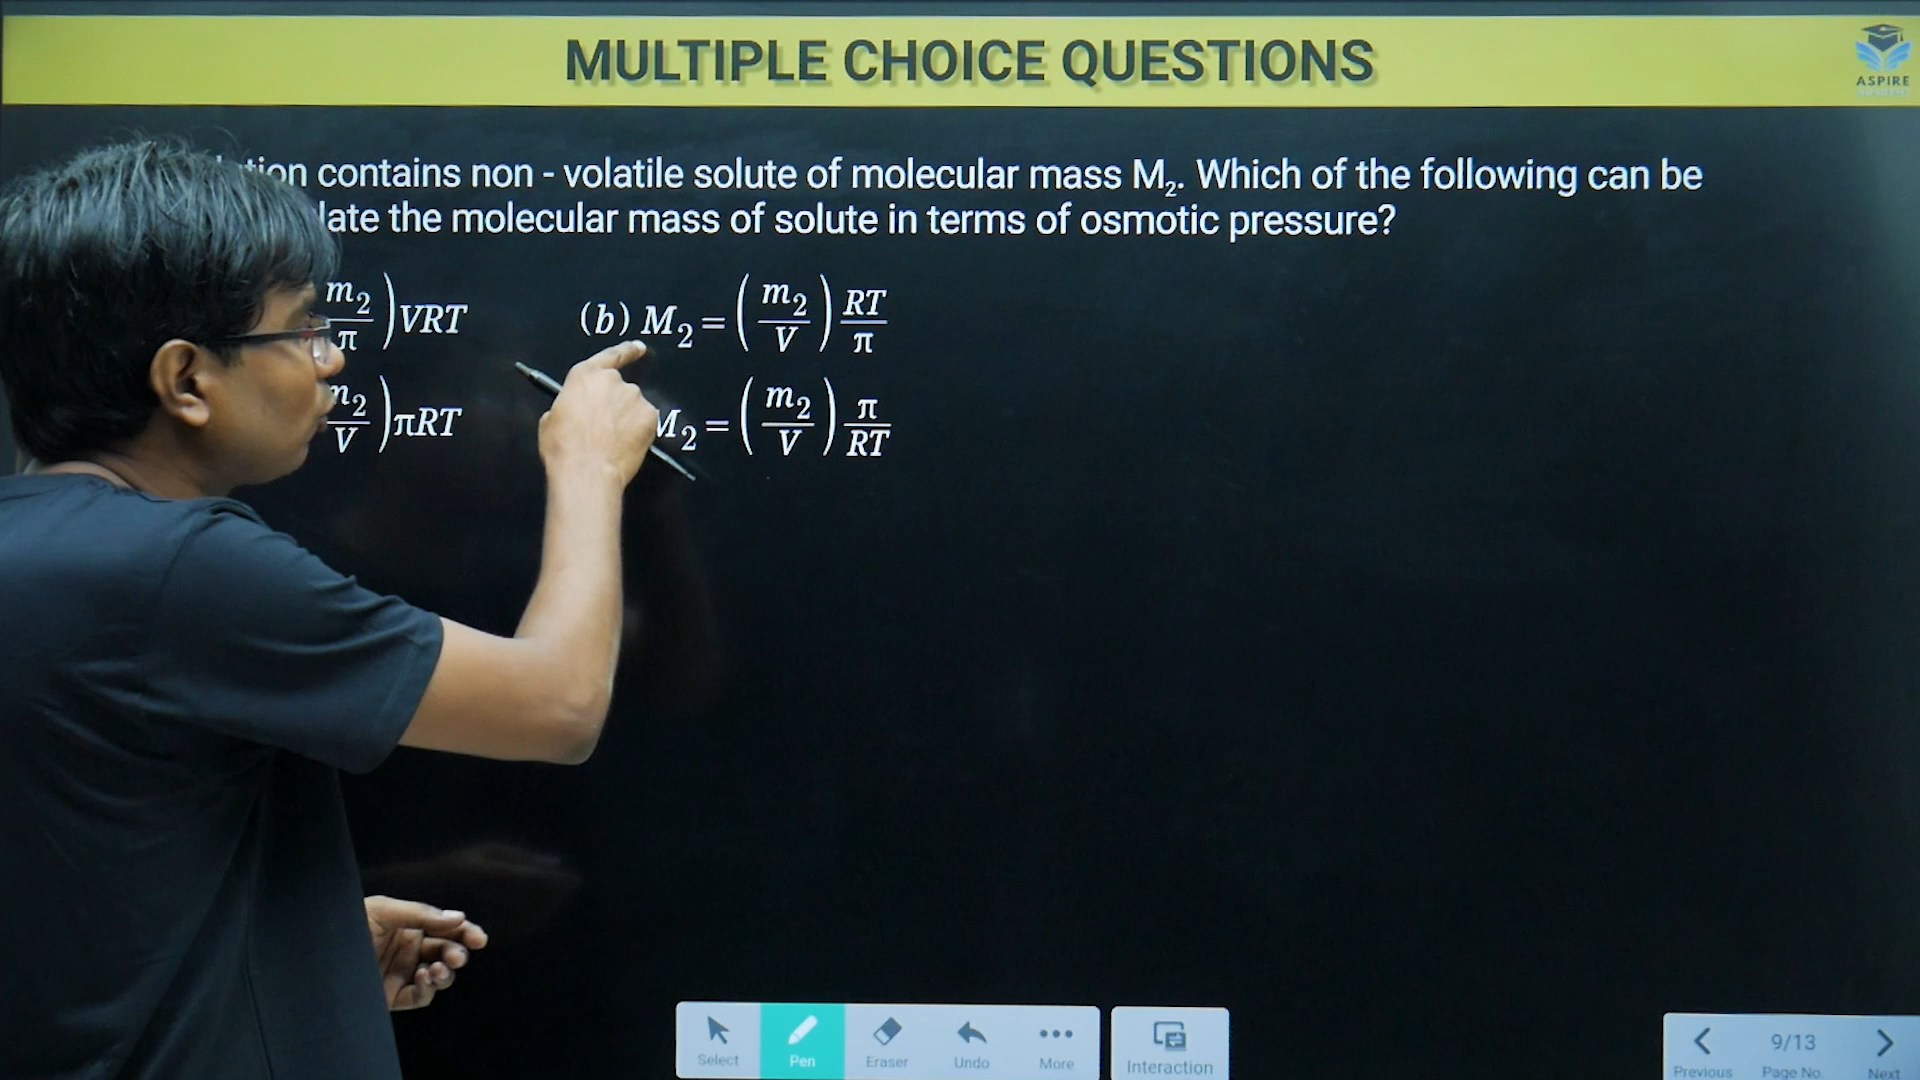 MULTIPLE CHOICE QUESTIONS
ASPIRE
contains non - volatile solute of molecular mass M₂. Which of the following can be
the molecular mass of solute in terms of osmotic pressure?
m₂/π)VRT (b) M₂ = (m₂/V) RT/π
m₂/V)πRT M₂ = (m₂/V) π/RT
Select Pen Eraser Undo More Interaction
9/13
Previous Page No. Next